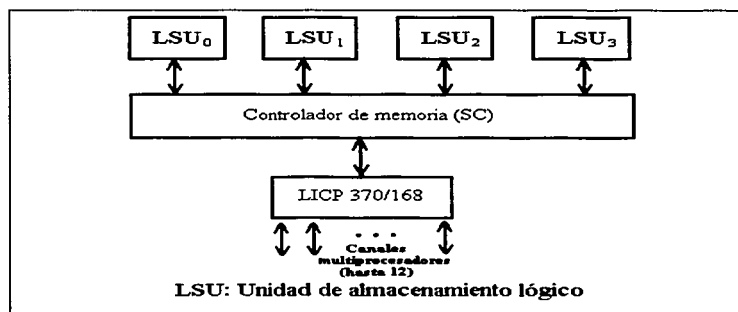 LSU₀ LSU₁ LSU₂ LSU₃
Controlador de memoria (SC)
LICP 370/168
. . .
Canales
multiprocesadores
(hasta 12)
LSU: Unidad de almacenamiento lógico